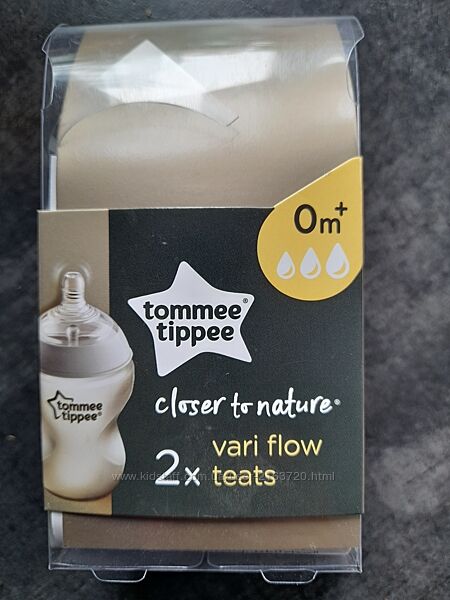 0m+
tommee®
tippee
closer to nature®
vari flow
2x teats
tommee
tippee®